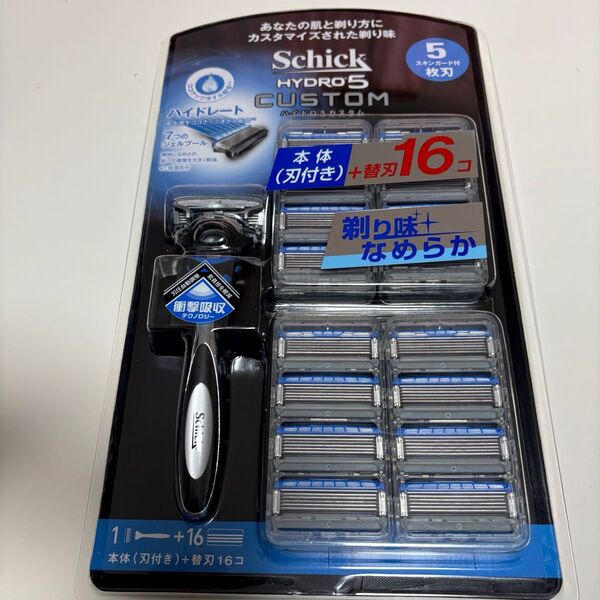 あなたの肌と剃り方に
カスタマイズされた剃り味
Schick
HYDRO 5
CUSTOM
ハイドロ5カスタム
5
スキンガード付
枚刃
ハイドレート
7つの
ジェルプール
本体
(刃付き)
+替刃16コ
剃り味
なめらか
衝撃吸収
テクノロジー
Schick
1
+16
本体(刃付き)+替刃16コ